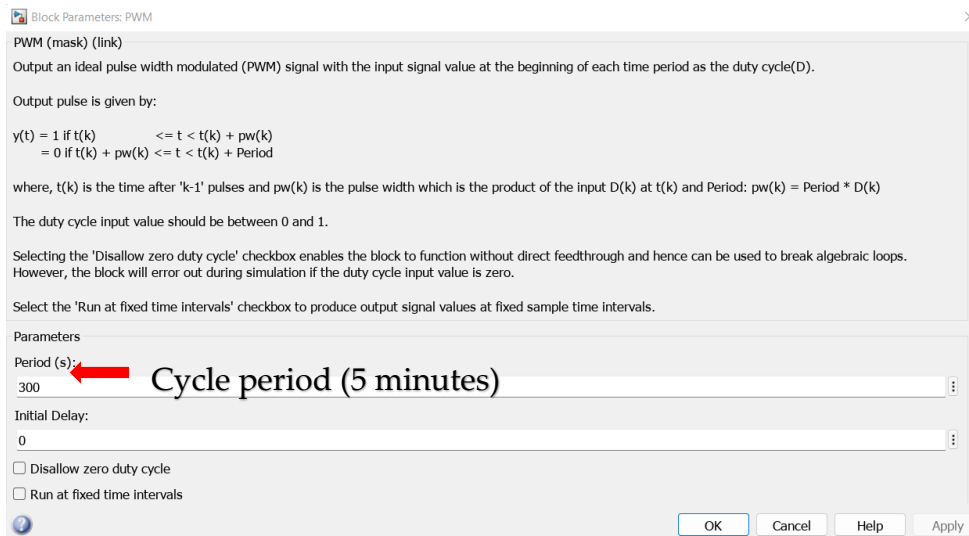 Block Parameters: PWM
PWM (mask) (link)
Output an ideal pulse width modulated (PWM) signal with the input signal value at the beginning of each time period as the duty cycle(D).
Output pulse is given by:
y(t) = 1 if t(k) <= t < t(k) + pw(k)
= 0 if t(k) + pw(k) <= t < t(k) + Period
where, t(k) is the time after 'k-1' pulses and pw(k) is the pulse width which is the product of the input D(k) at t(k) and Period: pw(k) = Period * D(k)
The duty cycle input value should be between 0 and 1.
Selecting the 'Disallow zero duty cycle' checkbox enables the block to function without direct feedthrough and hence can be used to break algebraic loops.
However, the block will error out during simulation if the duty cycle input value is zero.
Select the 'Run at fixed time intervals' checkbox to produce output signal values at fixed sample time intervals.
Parameters
Period (s):
Cycle period (5 minutes)
300
Initial Delay:
0
Disallow zero duty cycle
Run at fixed time intervals
OK Cancel Help Apply